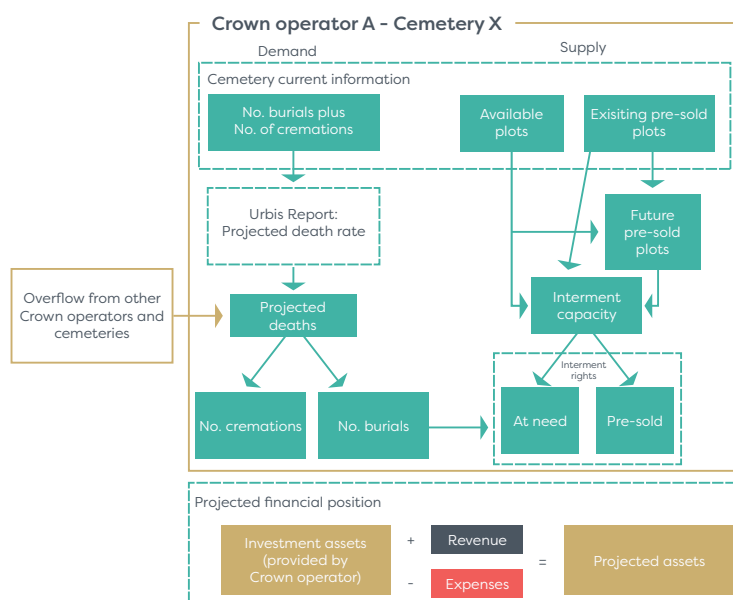 Crown operator A - Cemetery X
Demand
Supply
Cemetery current information
No. burials plus
No. of cremations
Available
plots
Exisiting pre-sold
plots
Urbis Report:
Projected death rate
Future
pre-sold
plots
Overflow from other
Crown operators and
cemeteries
Projected
deaths
Interment
capacity
Interment
rights
No. cremations
No. burials
At need
Pre-sold
Projected financial position
Investment assets
(provided by
Crown operator)
+
Revenue
-
Expenses
=
Projected assets